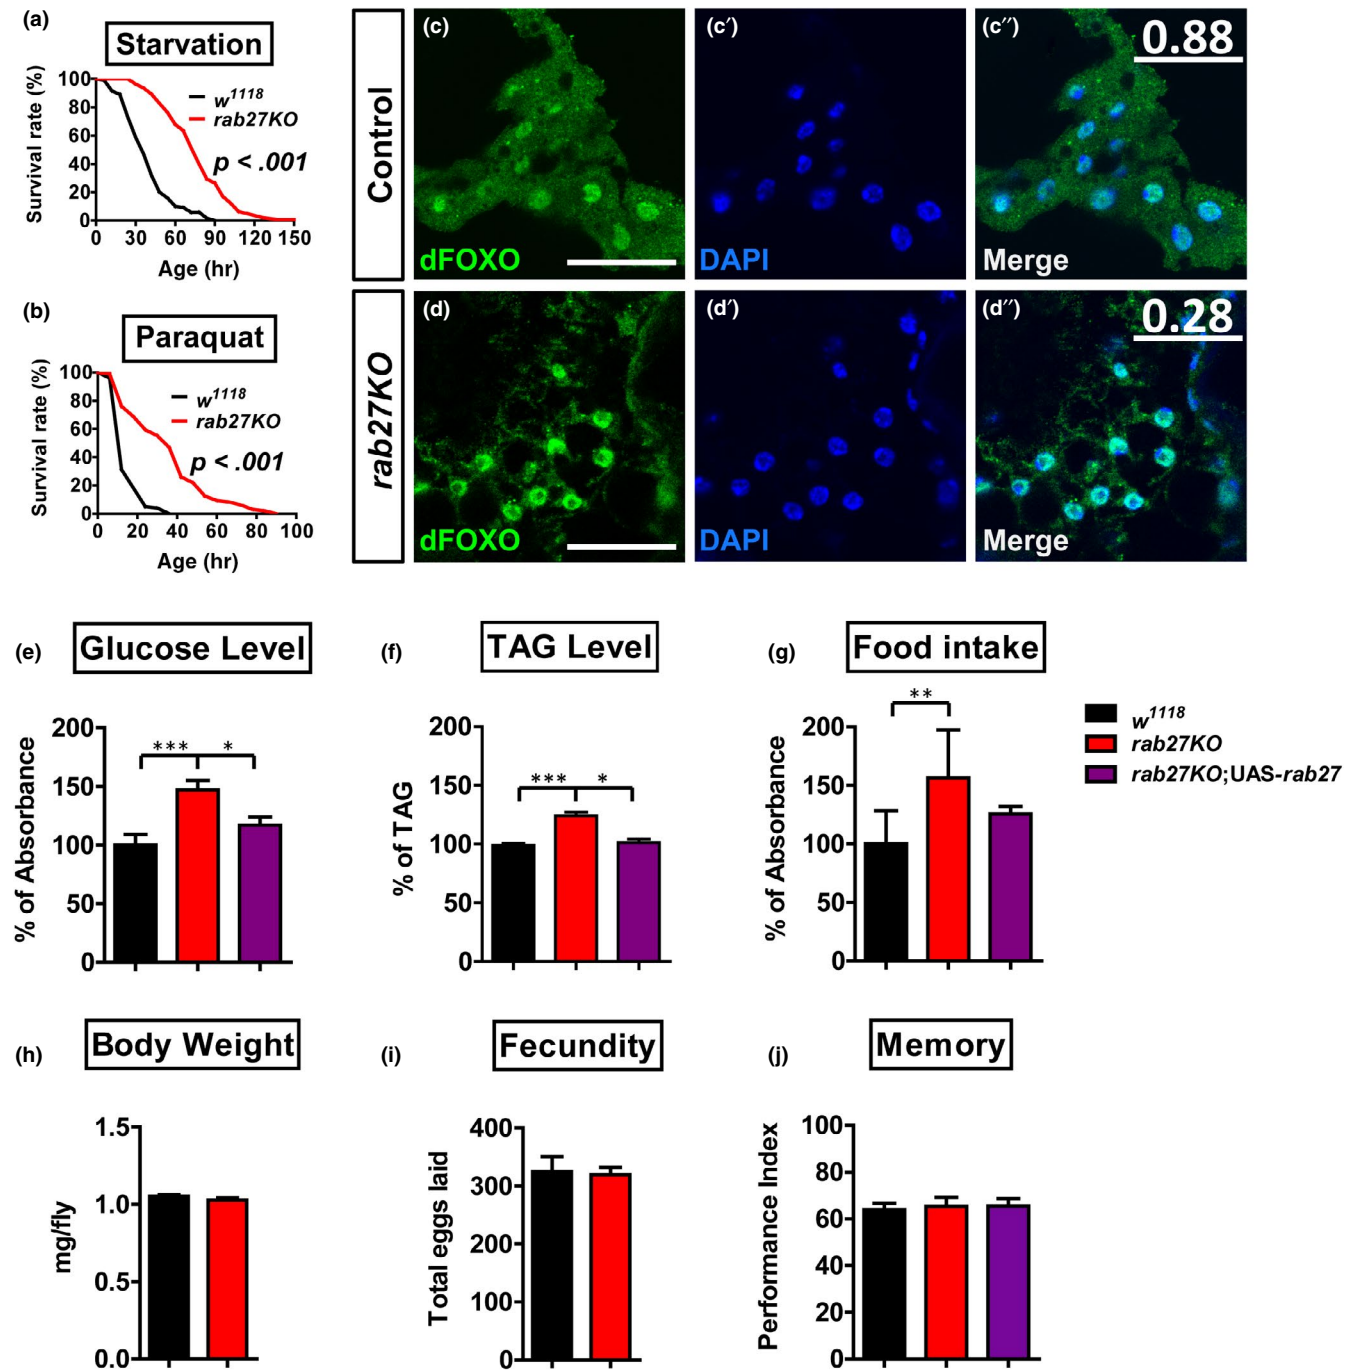 (a)
Starvation
Survival rate (%)
100
80
60
40
20
0
w1118
rab27KO
p < .001
0 30 60 90 120 150
Age (hr)
(b)
Paraquat
Survival rate (%)
100
80
60
40
20
0
w1118
rab27KO
p < .001
0 20 40 60 80 100
Age (hr)
Control
(c)
dFOXO
(c′)
DAPI
(c″)
0.88
Merge
rab27KO
(d)
dFOXO
(d′)
DAPI
(d″)
0.28
Merge
(e)
Glucose Level
% of Absorbance
200
150
100
50
0
*** *
(f)
TAG Level
% of TAG
200
150
100
50
0
*** *
(g)
Food intake
% of Absorbance
200
150
100
50
0
**
w1118
rab27KO
rab27KO;UAS-rab27
(h)
Body Weight
mg/fly
1.5
1.0
0.5
0.0
(i)
Fecundity
Total eggs laid
400
300
200
100
0
(j)
Memory
Performance Index
100
80
60
40
20
0